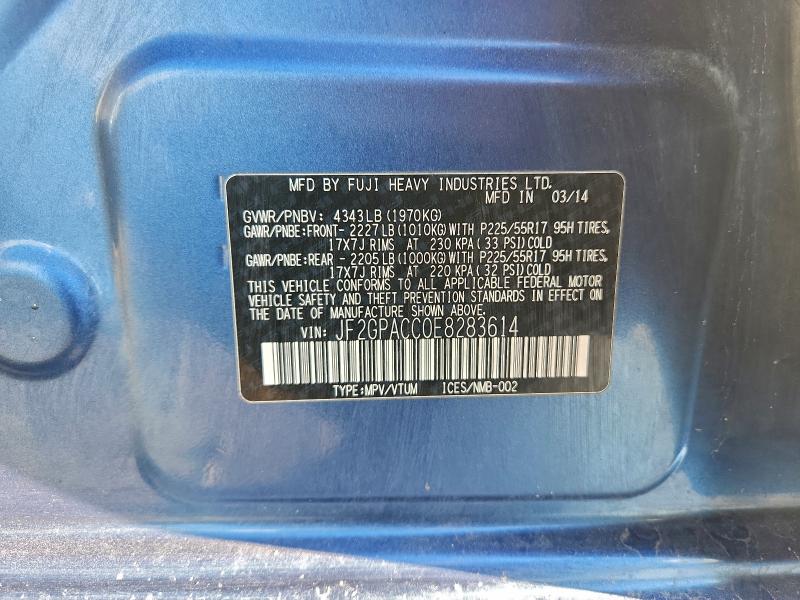 MFD BY FUJI HEAVY INDUSTRIES LTD.
MFD IN 03/14
GVWR/PNBV: 4343LB(1970KG)
GAWR/PNBE:FRONT- 2227LB(1010KG)WITH P225/55R17 95H TIRES,
17x7J RIMS AT 230 KPA(33 PSI)COLD
GAWR/PNBE:REAR - 2205LB(1000KG)WITH P225/55R17 95H TIRES,
17x7J RIMS AT 220 KPA(32 PSI)COLD
THIS VEHICLE CONFORMS TO ALL APPLICABLE FEDERAL MOTOR
VEHICLE SAFETY AND THEFT PREVENTION STANDARDS IN EFFECT
ON THE DATE OF MANUFACTURE SHOWN ABOVE.
VIN: JF2GPACC0E8283614
TYPE:MPV/VTUM ICES/NMB-002